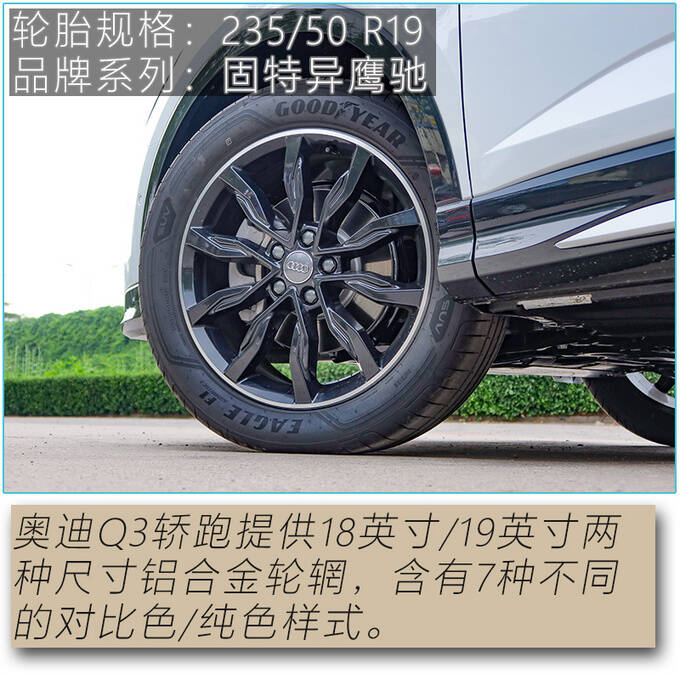 轮胎规格：235/50 R19
品牌系列：固特异鹰驰
GOODYEAR
SUV
SUV
EAGLE F1
奥迪Q3轿跑提供18英寸/19英寸两
种尺寸铝合金轮辋，含有7种不同
的对比色/纯色样式。